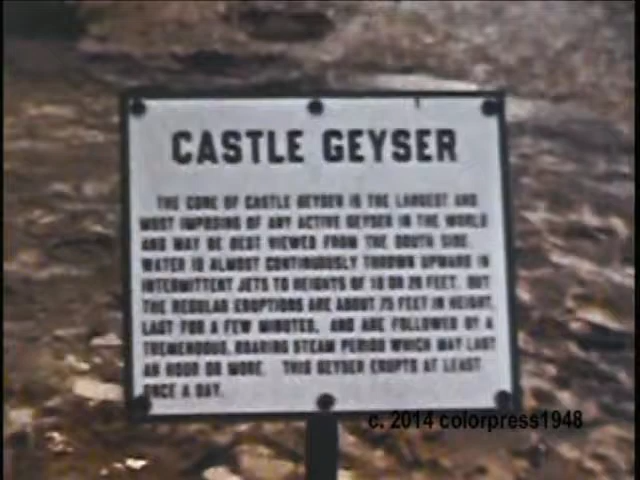 CASTLE GEYSER
THE CONE OF CASTLE GEYSER IS THE LARGEST AND
MOST IMPOSING OF ANY ACTIVE GEYSER IN THE WORLD
AND MAY BE BEST VIEWED FROM THE SOUTH SIDE.
WATER IS ALMOST CONTINUOUSLY THROWN UPWARD IN
INTERMITTENT JETS TO HEIGHTS OF 10 OR 20 FEET. BUT
THE REGULAR ERUPTIONS ARE ABOUT 75 FEET IN HEIGHT,
LAST FOR A FEW MINUTES, AND ARE FOLLOWED BY A
TREMENDOUS, ROARING STEAM PERIOD WHICH MAY LAST
AN HOUR OR MORE. THIS GEYSER ERUPTS AT LEAST
ONCE A DAY.
c. 2014 colorpress1948